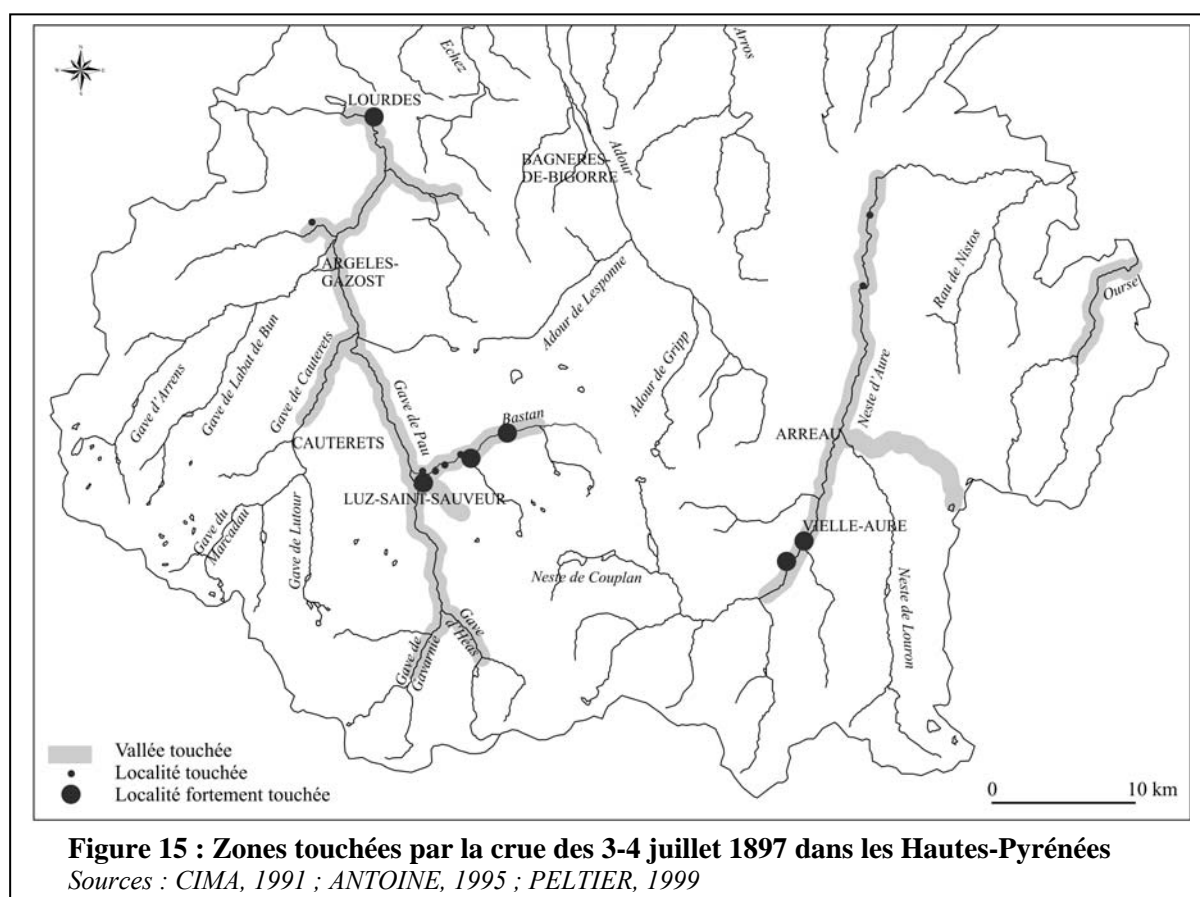 Echez
Arros
LOURDES
BAGNERES-
DE-BIGORRE
Adour
ARGELES-
GAZOST
Rau de Nistos
Ourse
Adour de Lesponne
Gave d'Arrens
Gave de Labat de Bun
Gave de Cauterets
Adour de Gripp
Neste d'Aure
Gave de Pau
Bastan
CAUTERETS
ARREAU
LUZ-SAINT-SAUVEUR
Gave du
Marcadau
Gave de Lutour
VIELLE-AURE
Neste de Couplan
Neste de Louron
Gave de
Gavarnie
Gave
d'Héas
Vallée touchée
Localité touchée
Localité fortement touchée
0 10 km
Figure 15 : Zones touchées par la crue des 3-4 juillet 1897 dans les Hautes-Pyrénées
Sources : CIMA, 1991 ; ANTOINE, 1995 ; PELTIER, 1999